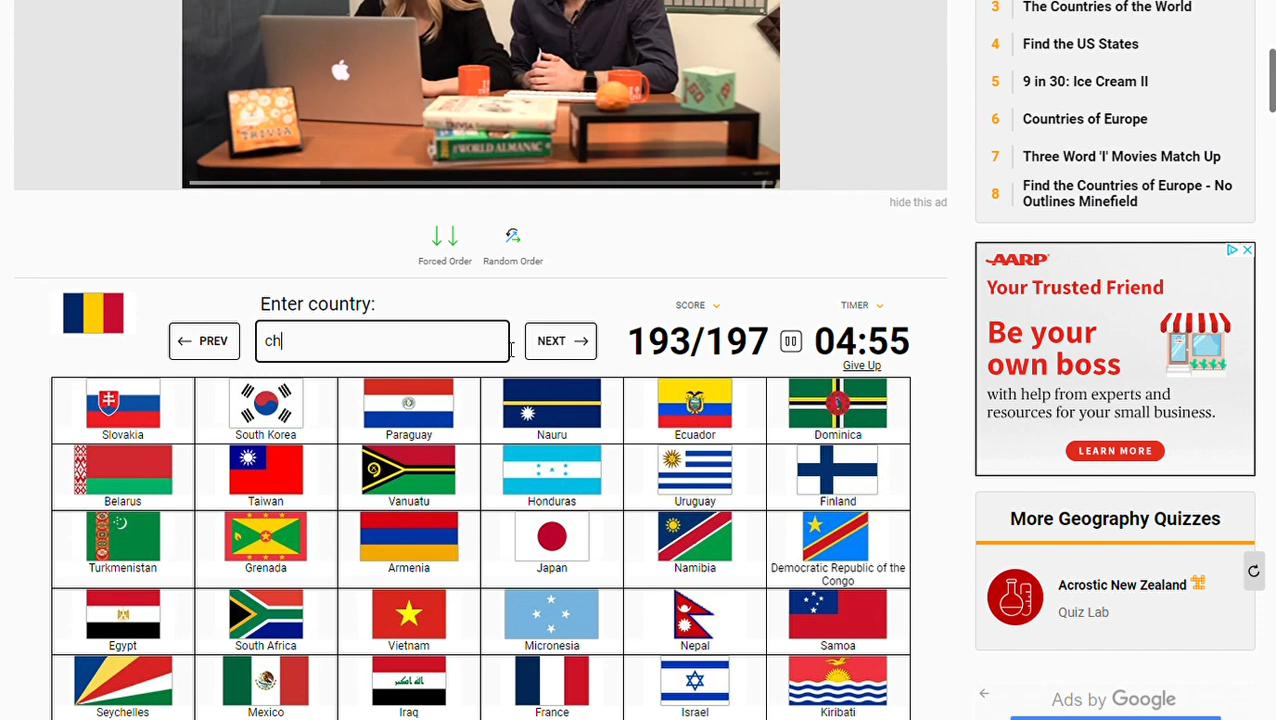 TRIVIA
WORLD ALMANAC
hide this ad
Forced Order
Random Order
Enter country:
PREV
ch
NEXT
SCORE
193/197
TIMER
04:55
Give Up
Slovakia
South Korea
Paraguay
Nauru
Ecuador
Dominica
Belarus
Taiwan
Vanuatu
Honduras
Uruguay
Finland
Turkmenistan
Grenada
Armenia
Japan
Namibia
Democratic Republic of the
Congo
Egypt
South Africa
Vietnam
Micronesia
Nepal
Samoa
Seychelles
Mexico
Iraq
France
Israel
Kiribati
3 The Countries of the World
4 Find the US States
5 9 in 30: Ice Cream II
6 Countries of Europe
7 Three Word 'I' Movies Match Up
8 Find the Countries of Europe - No
Outlines Minefield
AARP
Your Trusted Friend
Be your
own boss
with help from experts and
resources for your small business.
LEARN MORE
More Geography Quizzes
Acrostic New Zealand
Quiz Lab
Ads by Google